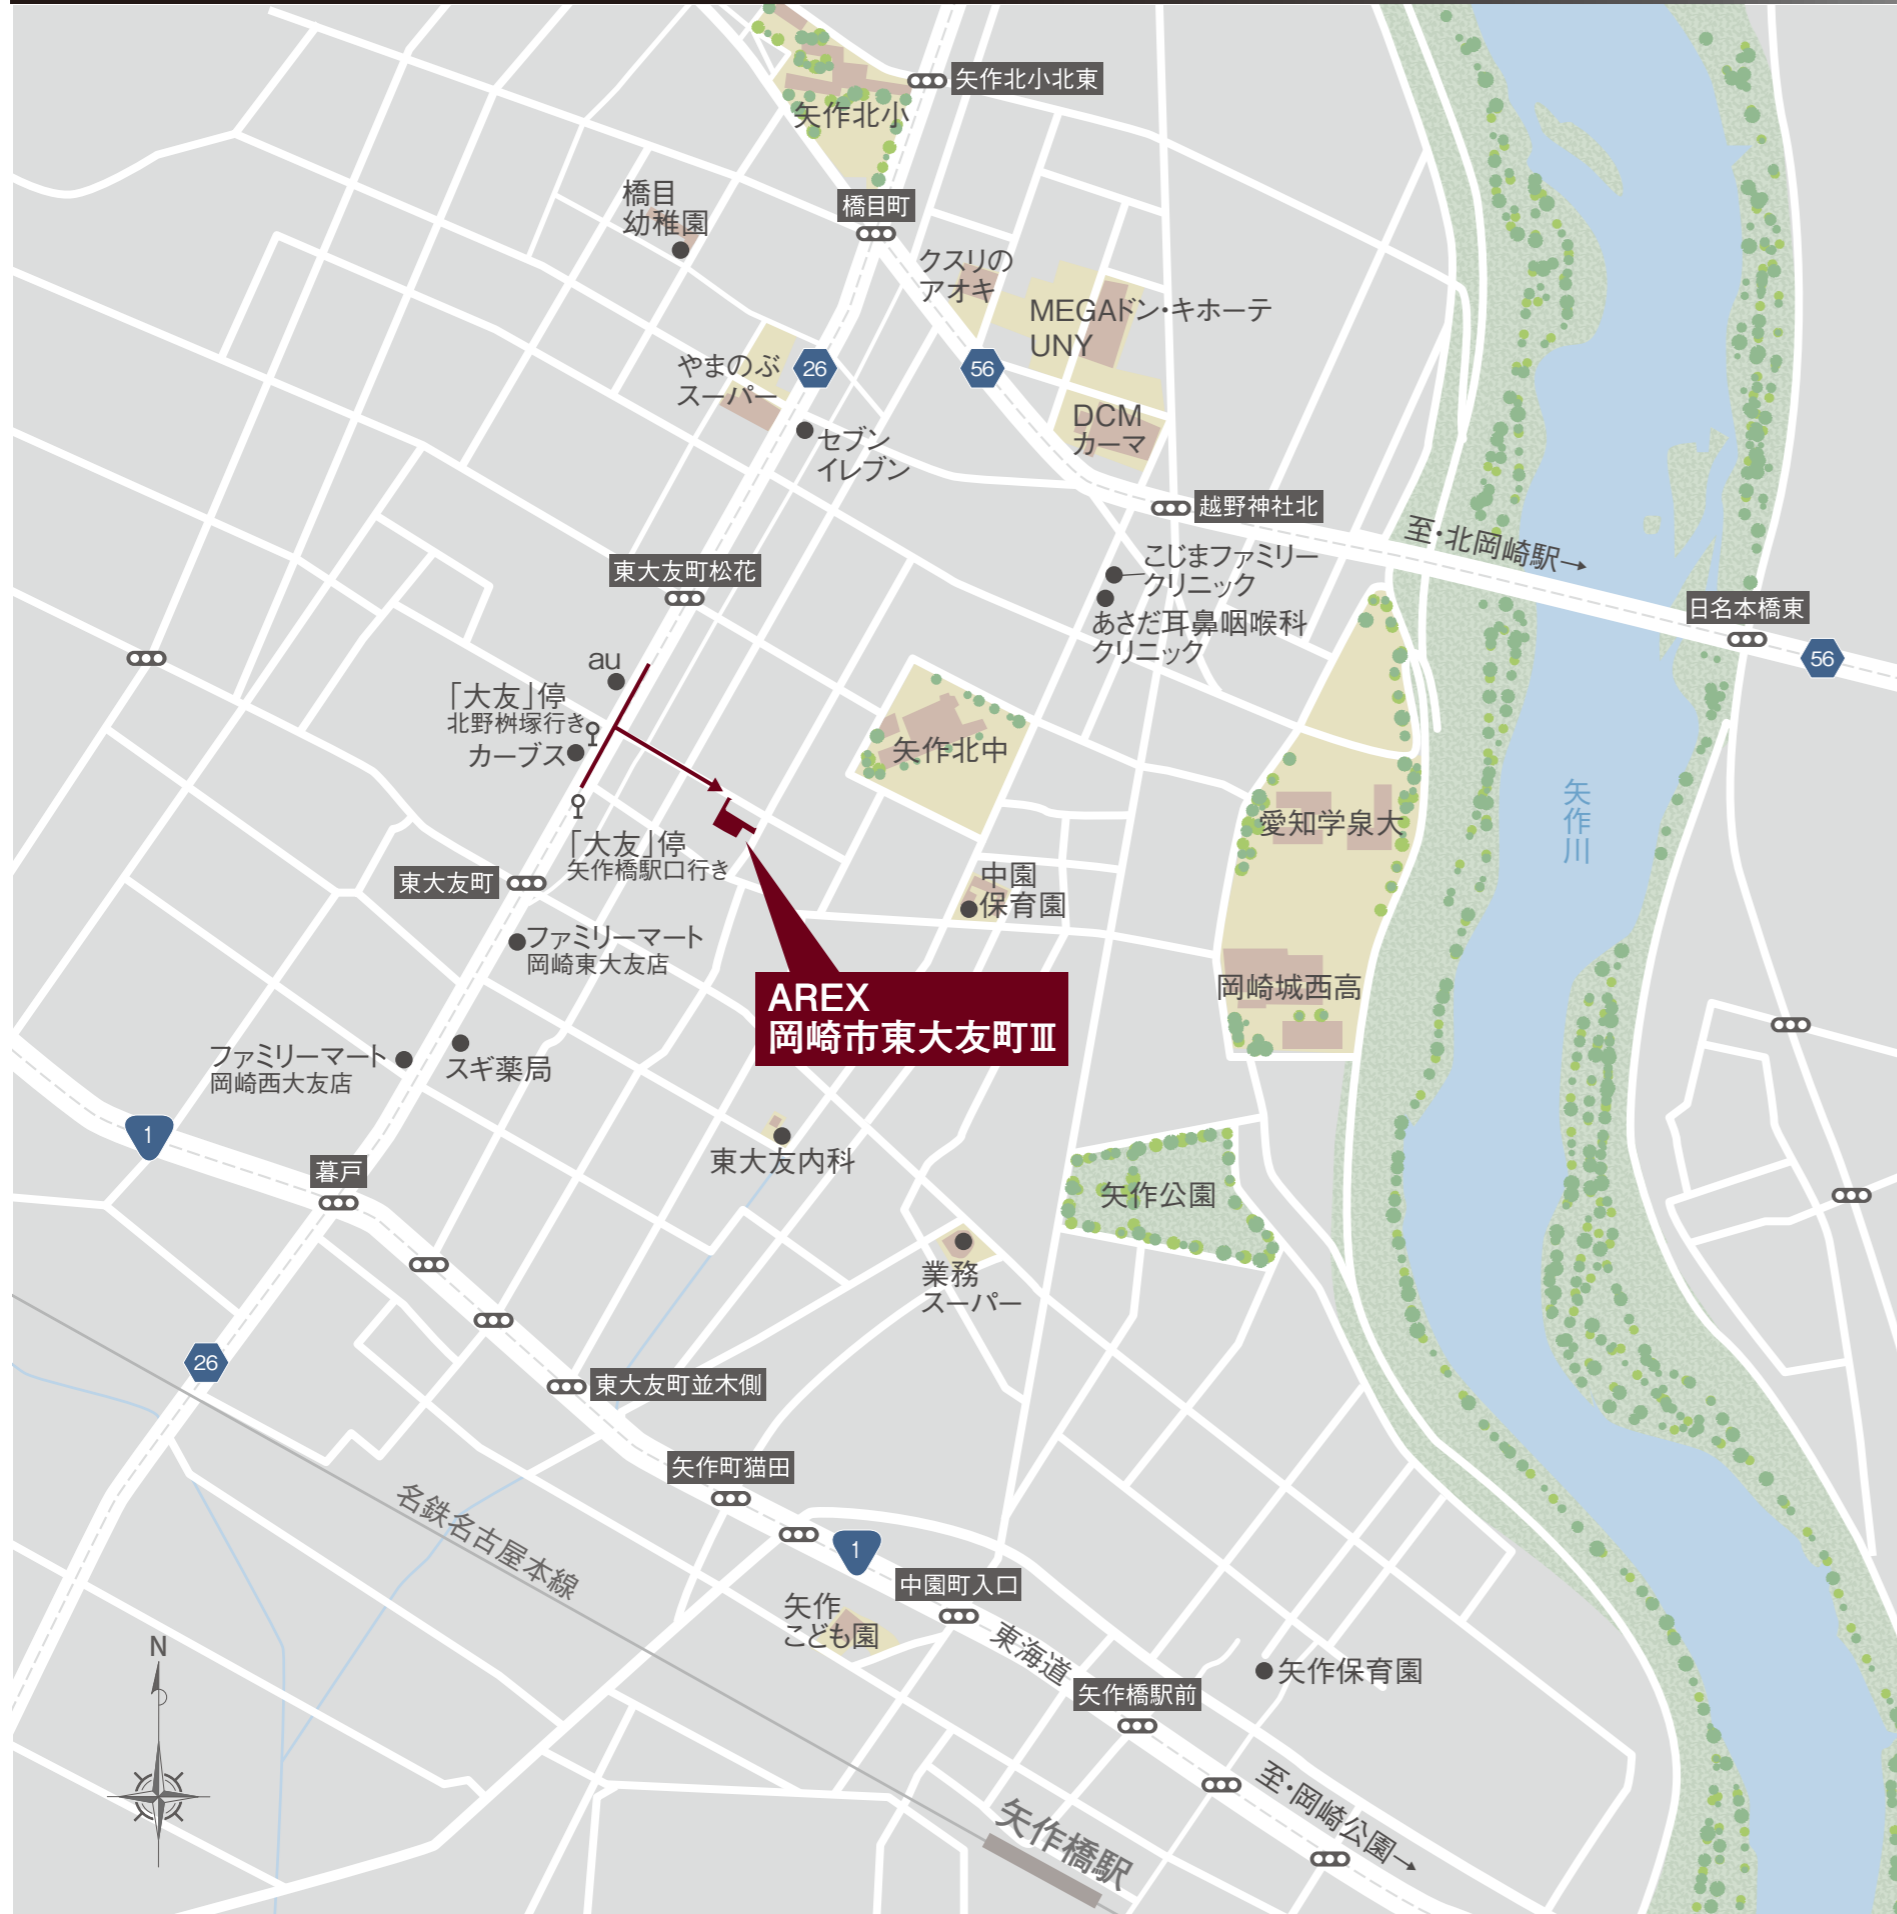 矢作北小北東
矢作北小
橋目
幼稚園
橋目町
クスリの
アオキ
MEGAドン・キホーテ
UNY
やまのぶ
スーパー
26
56
DCM
カーマ
セブン
イレブン
越野神社北
至・北岡崎駅→
こじまファミリー
クリニック
あさだ耳鼻咽喉科
クリニック
東大友町松花
日名本橋東
56
au
「大友」停
北野桝塚行き
カーブス
矢作北中
矢作川
愛知学泉大
「大友」停
矢作橋駅口行き
東大友町
中園
保育園
ファミリーマート
岡崎東大友店
AREX
岡崎市東大友町Ⅲ
岡崎城西高
ファミリーマート
岡崎西大友店
スギ薬局
1
暮戸
東大友内科
矢作公園
業務
スーパー
26
東大友町並木側
矢作町猫田
名鉄名古屋本線
1
中園町入口
矢作
こども園
東海道
矢作保育園
矢作橋駅前
N
至・岡崎公園→
矢作橋駅